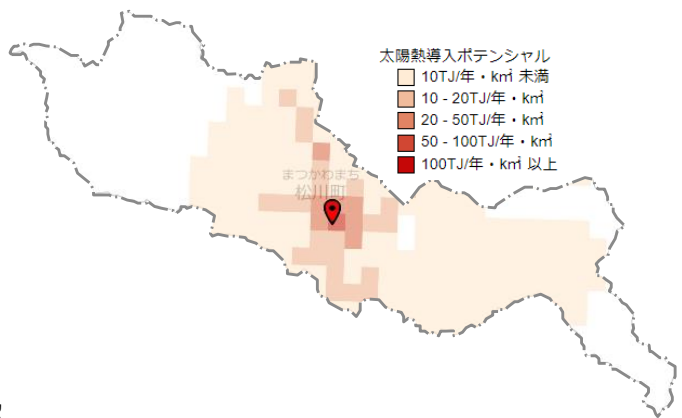 太陽熱導入ポテンシャル
10TJ/年・k㎡ 未満
10 - 20TJ/年・k㎡
20 - 50TJ/年・k㎡
50 - 100TJ/年・k㎡
100TJ/年・k㎡ 以上
まつかわまち
松川町